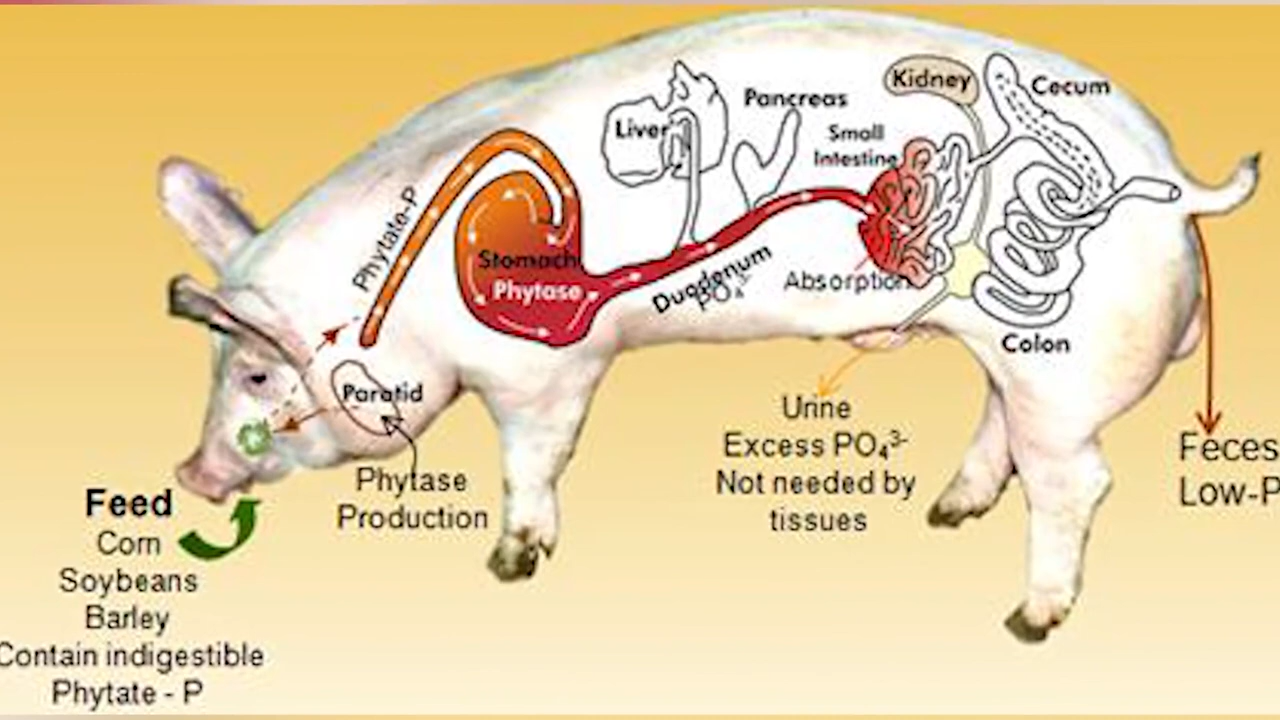 Kidney
Cecum
Pancreas
Liver
Small
Intestine
Phytate-P
Stomach
Phytase
Duodenum
PO₄³⁻
Absorption
Colon
Parotid
Phytase
Production
Urine
Excess PO₄³⁻
Not needed by
tissues
Feces
Low-P
Feed
Corn
Soybeans
Barley
Contain indigestible
Phytate - P